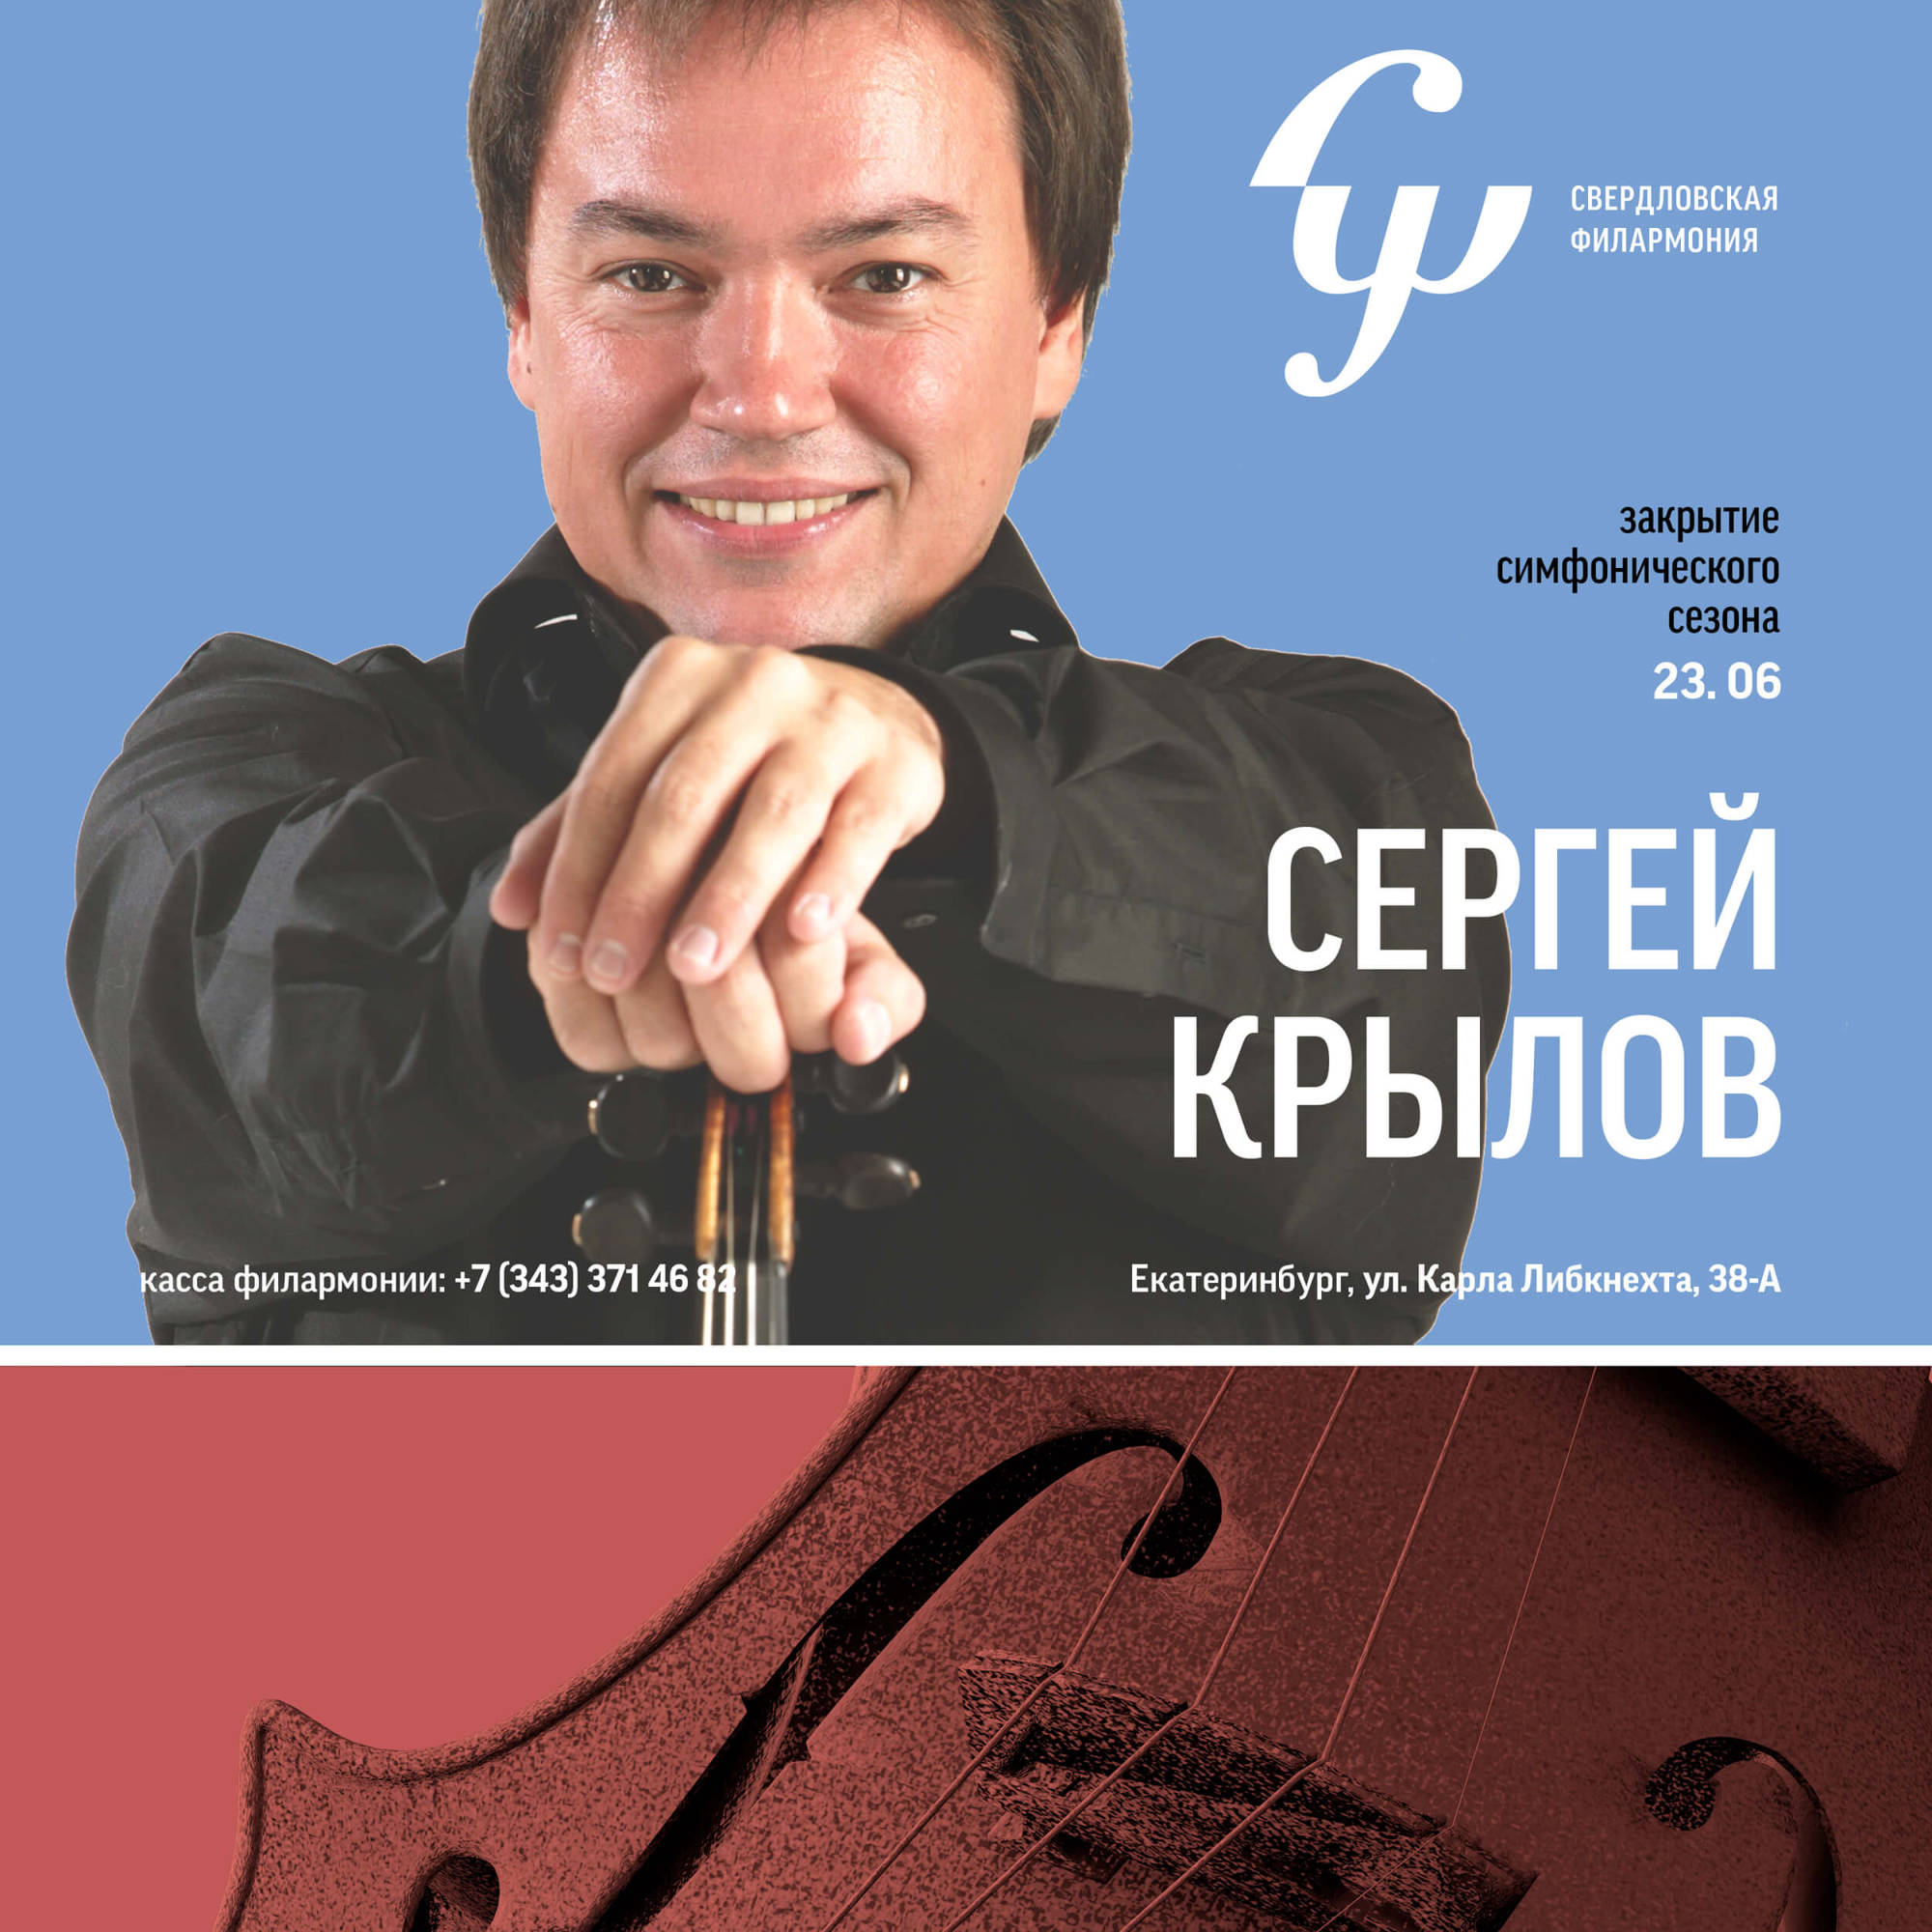 СВЕРДЛОВСКАЯ
ФИЛАРМОНИЯ
закрытие
симфонического
сезона
23. 06
СЕРГЕЙ
КРЫЛОВ
касса филармонии: +7 (343) 371 46 82
Екатеринбург, ул. Карла Либкнехта, 38-А